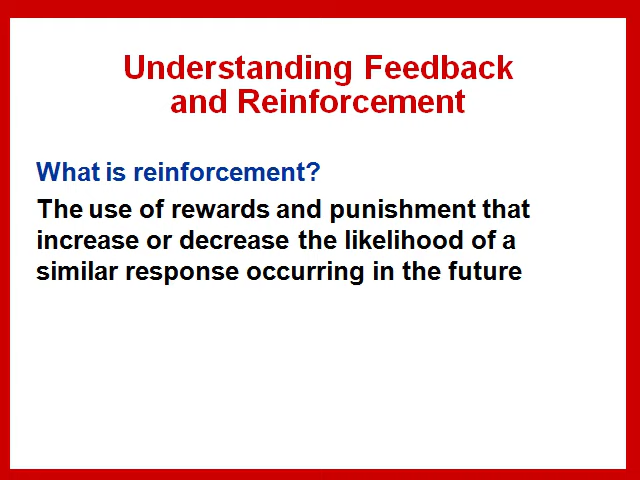 Understanding Feedback
and Reinforcement
What is reinforcement?
The use of rewards and punishment that
increase or decrease the likelihood of a
similar response occurring in the future